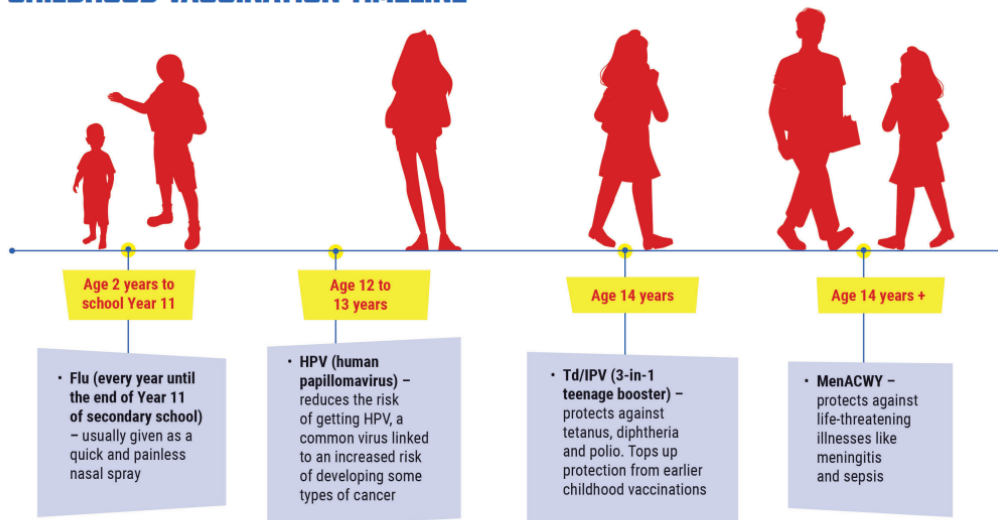 CHILDHOOD VACCINATION TIMELINE
Age 2 years to
school Year 11
• Flu (every year until
the end of Year 11
of secondary school)
– usually given as a
quick and painless
nasal spray
Age 12 to
13 years
• HPV (human
papillomavirus) –
reduces the risk
of getting HPV, a
common virus linked
to an increased risk
of developing some
types of cancer
Age 14 years
• Td/IPV (3-in-1
teenage booster) –
protects against
tetanus, diphtheria
and polio. Tops up
protection from earlier
childhood vaccinations
Age 14 years +
• MenACWY –
protects against
life-threatening
illnesses like
meningitis
and sepsis